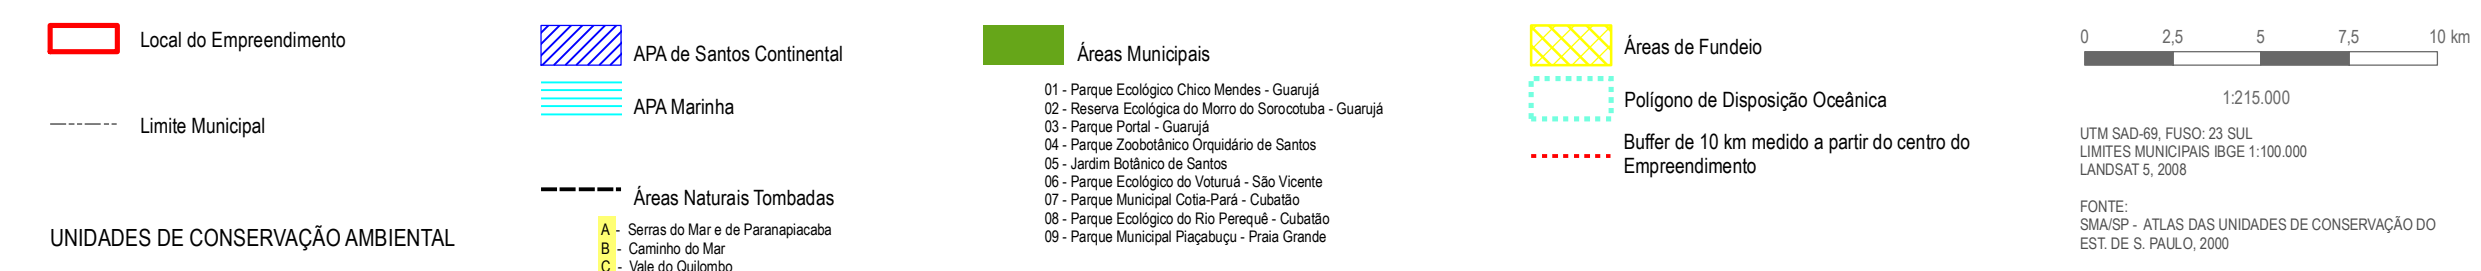 Local do Empreendimento
Limite Municipal
UNIDADES DE CONSERVAÇÃO AMBIENTAL
APA de Santos Continental
APA Marinha
Áreas Naturais Tombadas
A - Serras do Mar e de Paranapiacaba
B - Caminho do Mar
C - Vale do Quilombo
Áreas Municipais
01 - Parque Ecológico Chico Mendes - Guarujá
02 - Reserva Ecológica do Morro do Sorocotuba - Guarujá
03 - Parque Portal - Guarujá
04 - Parque Zoobotânico Orquidário de Santos
05 - Jardim Botânico de Santos
06 - Parque Ecológico do Voturuá - São Vicente
07 - Parque Municipal Cotia-Pará - Cubatão
08 - Parque Ecológico do Rio Perequê - Cubatão
09 - Parque Municipal Piaçabuçu - Praia Grande
Áreas de Fundeio
Polígono de Disposição Oceânica
Buffer de 10 km medido a partir do centro do
Empreendimento
0 2,5 5 7,5 10 km
1:215.000
UTM SAD-69, FUSO: 23 SUL
LIMITES MUNICIPAIS IBGE 1:100.000
LANDSAT 5, 2008
FONTE:
SMA/SP - ATLAS DAS UNIDADES DE CONSERVAÇÃO DO
EST. DE S. PAULO, 2000